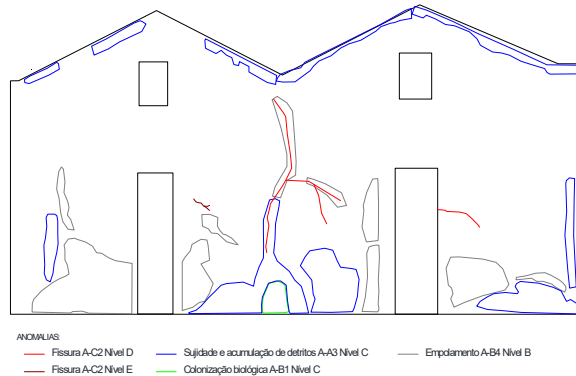 ANOMALIAS:
Fissura A-C2 Nível D Sujidade e acumulação de detritos A-A3 Nível C Empolamento A-B4 Nível B
Fissura A-C2 Nível E Colonização biológica A-B1 Nível C